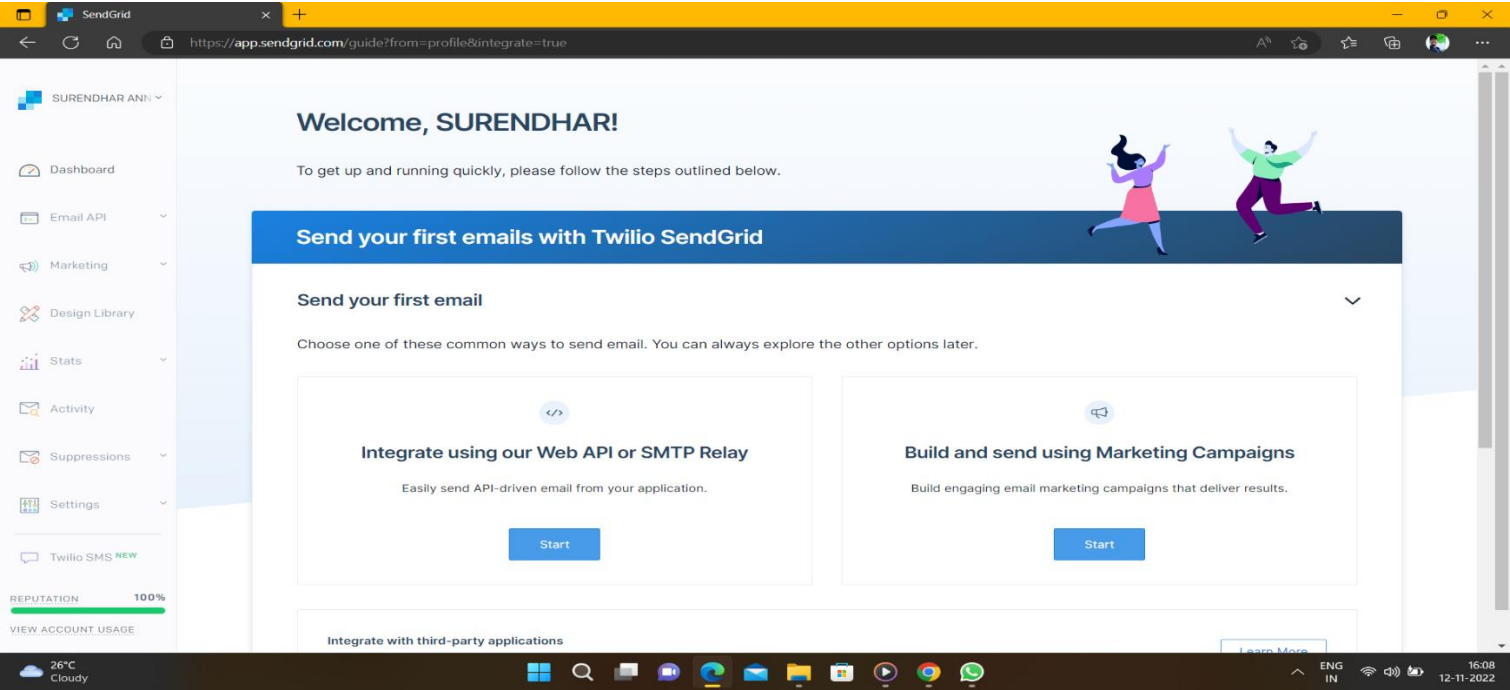 SendGrid
https://app.sendgrid.com/guide?from=profile&integrate=true
SURENDHAR ANN
Dashboard
Email API
Marketing
Design Library
Stats
Activity
Suppressions
Settings
Twilio SMS NEW
REPUTATION 100%
VIEW ACCOUNT USAGE
Welcome, SURENDHAR!
To get up and running quickly, please follow the steps outlined below.
Send your first emails with Twilio SendGrid
Send your first email
Choose one of these common ways to send email. You can always explore the other options later.
Integrate using our Web API or SMTP Relay
Easily send API-driven email from your application.
Start
Build and send using Marketing Campaigns
Build engaging email marketing campaigns that deliver results.
Start
Integrate with third-party applications
Learn More
26°C
Cloudy
ENG
IN
16:08
12-11-2022